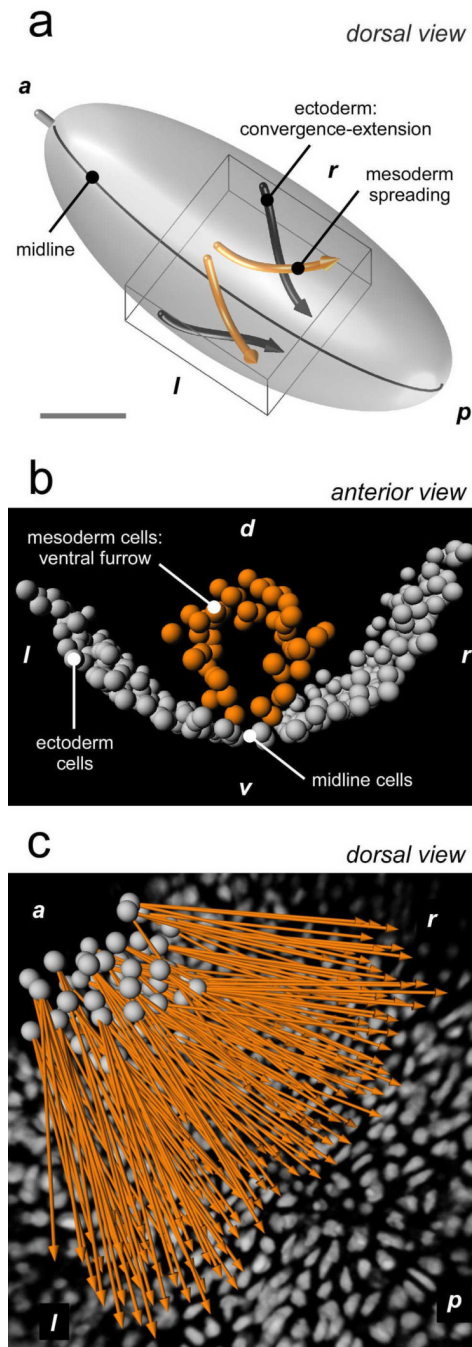 a
dorsal view
a
ectoderm:
convergence-extension
r
mesoderm
spreading
midline
l
p
b
anterior view
mesoderm cells:
ventral furrow
d
l
r
ectoderm
cells
midline cells
v
c
dorsal view
a
r
l
p